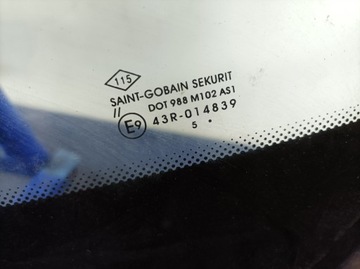 115
SAINT-GOBAIN SEKURIT
//
DOT 988 M102 AS1
E9 43R-014839
5 .